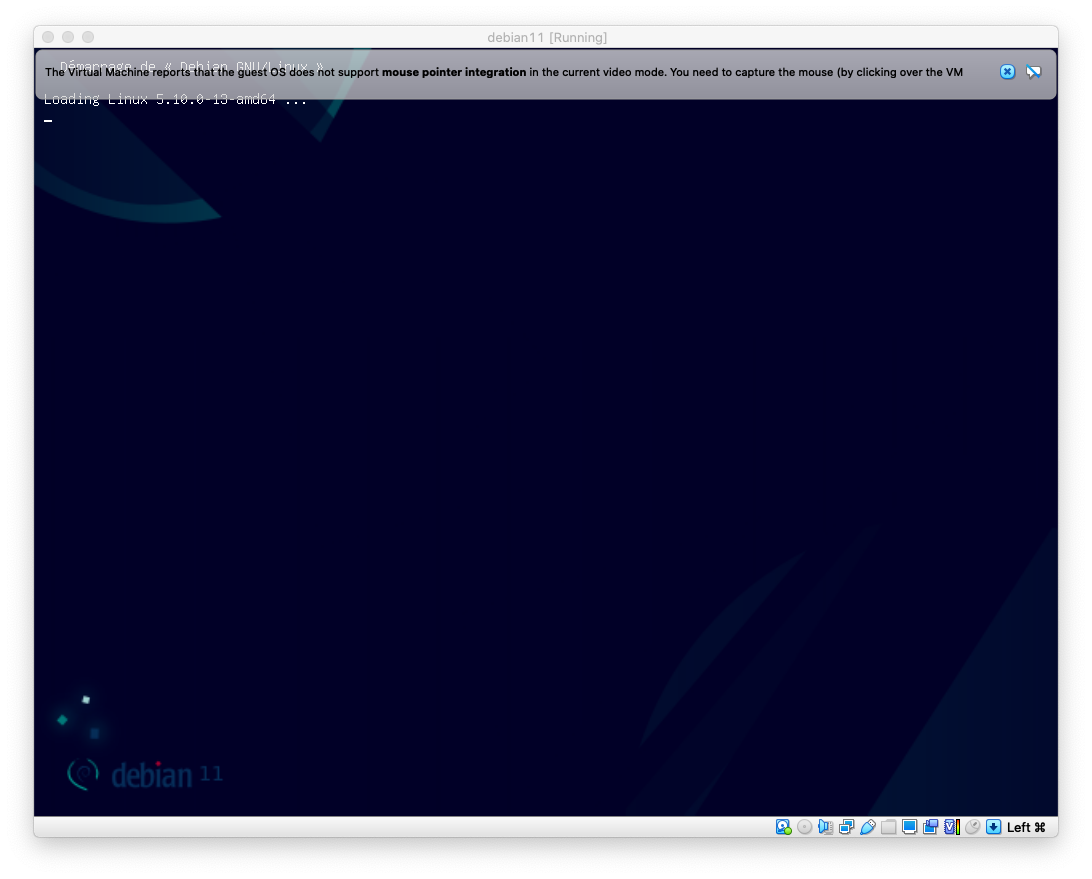 debian11 [Running]
Démarrage de « Debian GNU/Linux »
The Virtual Machine reports that the guest OS does not support mouse pointer integration in the current video mode. You need to capture the mouse (by clicking over the VM
Loading Linux 5.10.0-13-amd64 ...
debian 11
Left ⌘